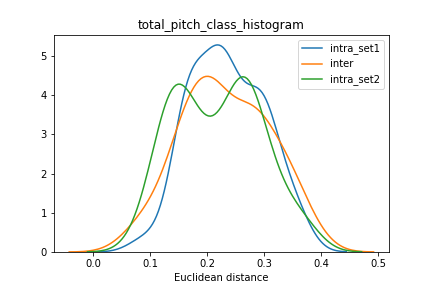 total_pitch_class_histogram
intra_set1
inter
intra_set2
5
4
3
2
1
0
0.0 0.1 0.2 0.3 0.4 0.5
Euclidean distance